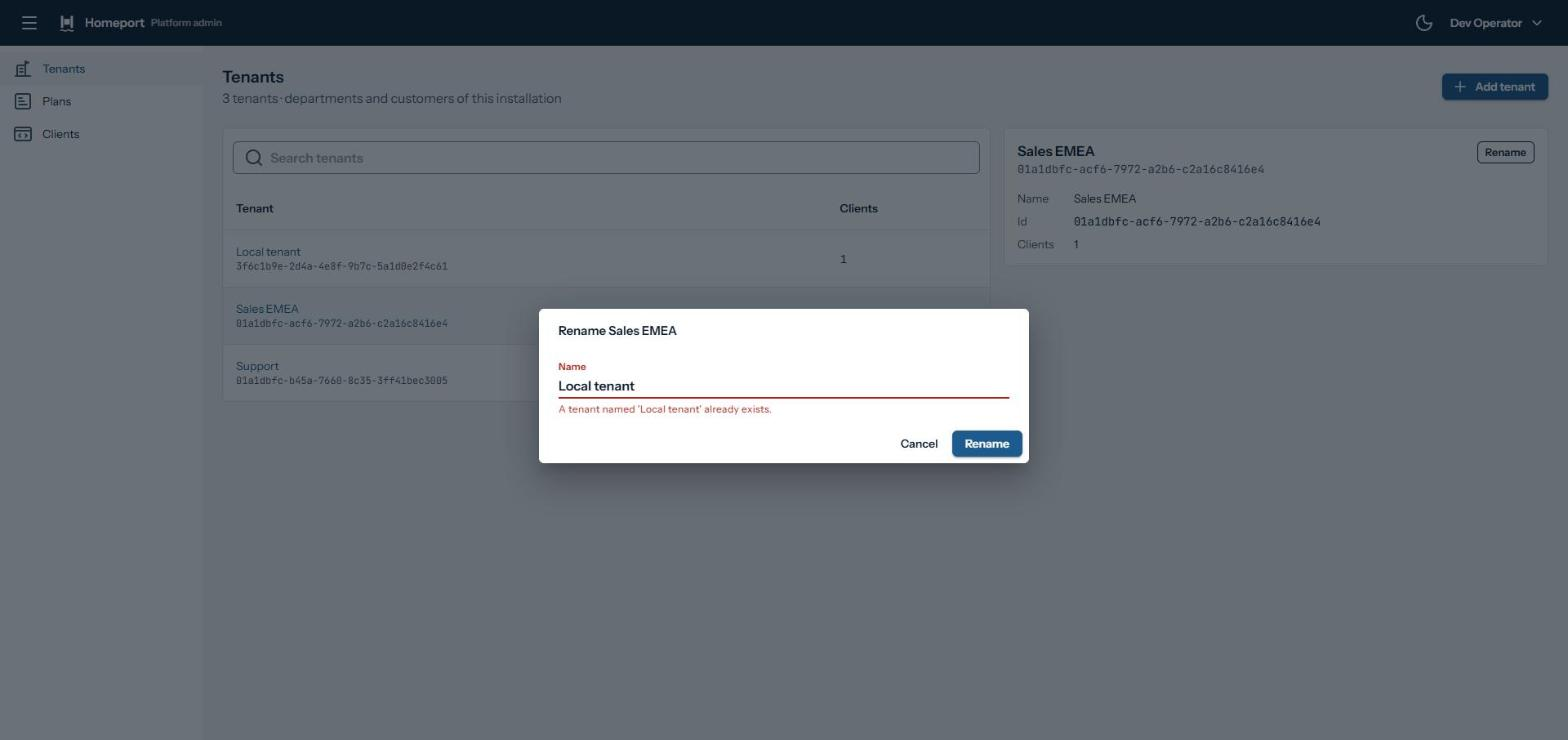 Homeport Platform admin
Dev Operator
Tenants
Plans
Clients
Tenants
3 tenants · departments and customers of this installation
Add tenant
Search tenants
Tenant Clients
Local tenant
3f6c1b9e-2d4a-4e8f-9b7c-5a1d0e2f4c61
1
Sales EMEA
01a1dbfc-acf6-7972-a2b6-c2a16c8416e4
Support
01a1dbfc-b45a-7660-8c35-3ff41bec3005
Sales EMEA
01a1dbfc-acf6-7972-a2b6-c2a16c8416e4
Rename
Name Sales EMEA
Id 01a1dbfc-acf6-7972-a2b6-c2a16c8416e4
Clients 1
Rename Sales EMEA
Name
Local tenant
A tenant named 'Local tenant' already exists.
Cancel Rename